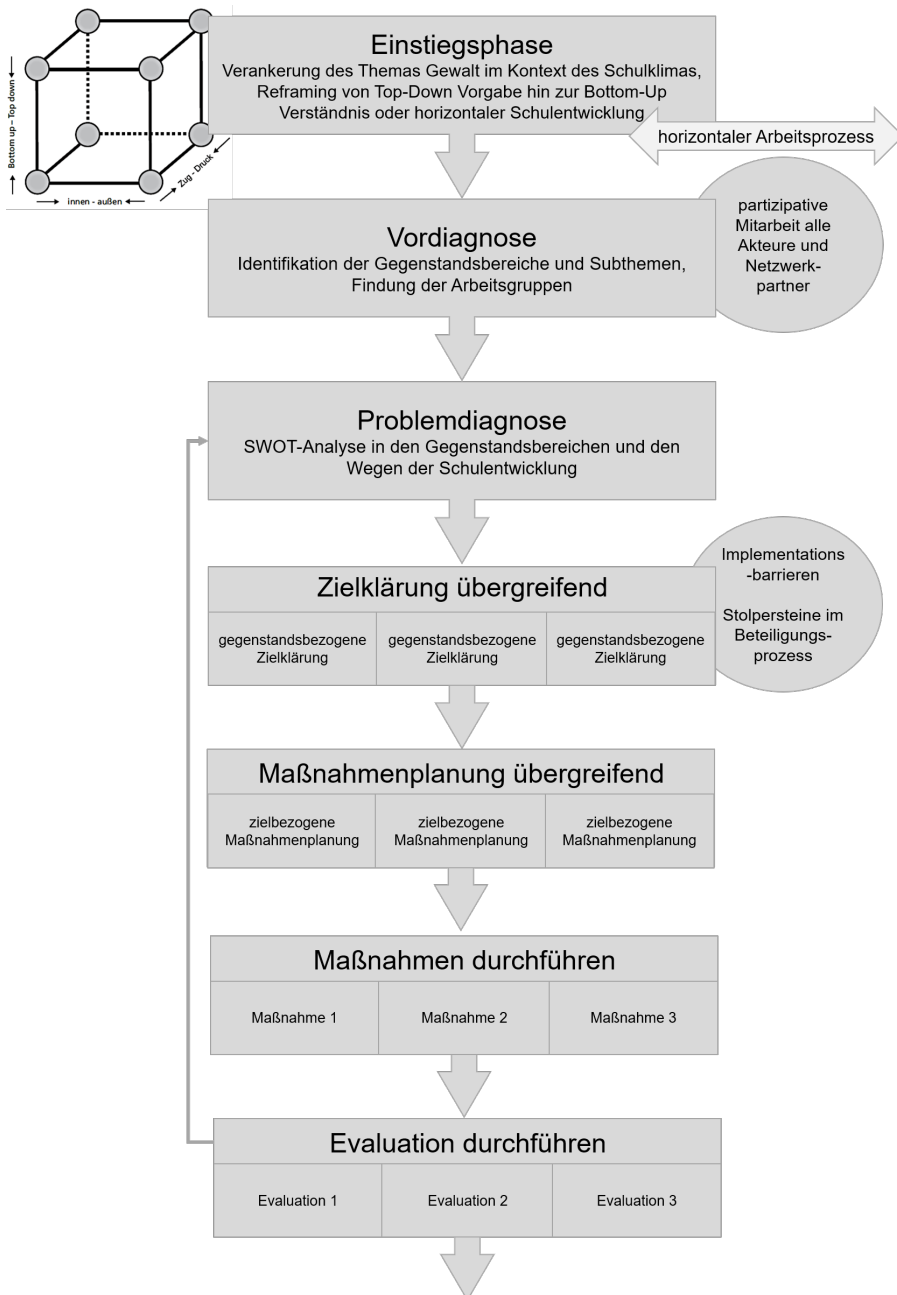 Bottom up – Top down
innen - außen
Zug - Druck
Einstiegsphase
Verankerung des Themas Gewalt im Kontext des Schulklimas,
Reframing von Top-Down Vorgabe hin zur Bottom-Up
Verständnis oder horizontaler Schulentwicklung
horizontaler Arbeitsprozess
Vordiagnose
Identifikation der Gegenstandsbereiche und Subthemen,
Findung der Arbeitsgruppen
partizipative
Mitarbeit alle
Akteure und
Netzwerk-
partner
Problemdiagnose
SWOT-Analyse in den Gegenstandsbereichen und den
Wegen der Schulentwicklung
Zielklärung übergreifend
gegenstandsbezogene
Zielklärung
gegenstandsbezogene
Zielklärung
gegenstandsbezogene
Zielklärung
Implementations
-barrieren
Stolpersteine im
Beteiligungs-
prozess
Maßnahmenplanung übergreifend
zielbezogene
Maßnahmenplanung
zielbezogene
Maßnahmenplanung
zielbezogene
Maßnahmenplanung
Maßnahmen durchführen
Maßnahme 1
Maßnahme 2
Maßnahme 3
Evaluation durchführen
Evaluation 1
Evaluation 2
Evaluation 3